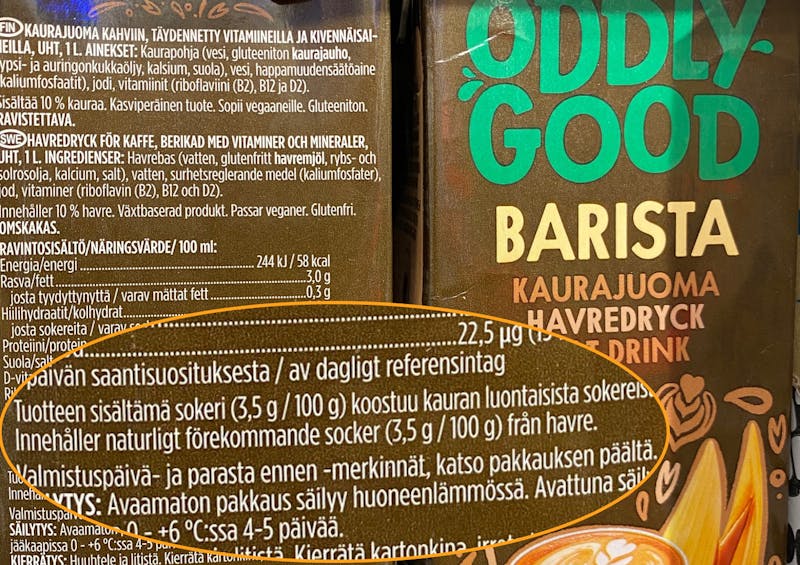 FIN KAURAJUOMA KAHVIIN, TÄYDENNETTY VITAMIINEILLA JA KIVENNÄISAI-
NEILLA, UHT, 1 L. AINEKSET: Kaurapohja (vesi, gluteeniton kaurajauho,
rypsi- ja auringonkukkaöljy, kalsium, suola), vesi, happamuudensäätöaine
(kaliumfosfaatit), jodi, vitamiinit (riboflaviini (B2), B12 ja D2).
Sisältää 10 % kauraa. Kasviperäinen tuote. Sopii vegaaneille. Gluteeniton.
RAVISTETTAVA.
SWE HAVREDRYCK FÖR KAFFE, BERIKAD MED VITAMINER OCH MINERALER,
UHT, 1 L. INGREDIENSER: Havrebas (vatten, glutenfritt havremjöl, rybs- och
solrosolja, kalcium, salt), vatten, surhetsreglerande medel (kaliumfosfater),
jod, vitaminer (riboflavin (B2), B12 och D2).
Innehåller 10 % havre. Växtbaserad produkt. Passar veganer. Glutenfri.
OMSKAKAS.
RAVINTOSISÄLTÖ/NÄRINGSVÄRDE/ 100 ml:
Energia/energi 244 kJ / 58 kcal
Rasva/fett 3,0 g
josta tyydyttynyttä / varav mättat fett 0,3 g
Hiilihydraatit/kolhydrat
josta sokereita / varav
Proteiini/protein
Suola/salt
22,5 µg
päivän saantisuosituksesta / av dagligt referensintag
Tuotteen sisältämä sokeri (3,5 g / 100 g) koostuu kauran luontaisista
Innehåller naturligt förekommande socker (3,5 g / 100 g) från havre.
Valmistuspäivä- ja parasta ennen -merkinnät, katso pakkauksen päältä.
Avaamaton pakkaus säilyy huoneenlämmössä. Avattuna
0 - +6 °C:ssa 4-5 päivää.
Kierrätä kartonkina,
SÄILYTYS:
jääkaapissa 0 - +6 °C:ssa 4-5
KIERRÄTYS: Huuhtele ja litistä. Kierrätä
ODDLY
GOOD
BARISTA
KAURAJUOMA
HAVREDRYCK
DRINK